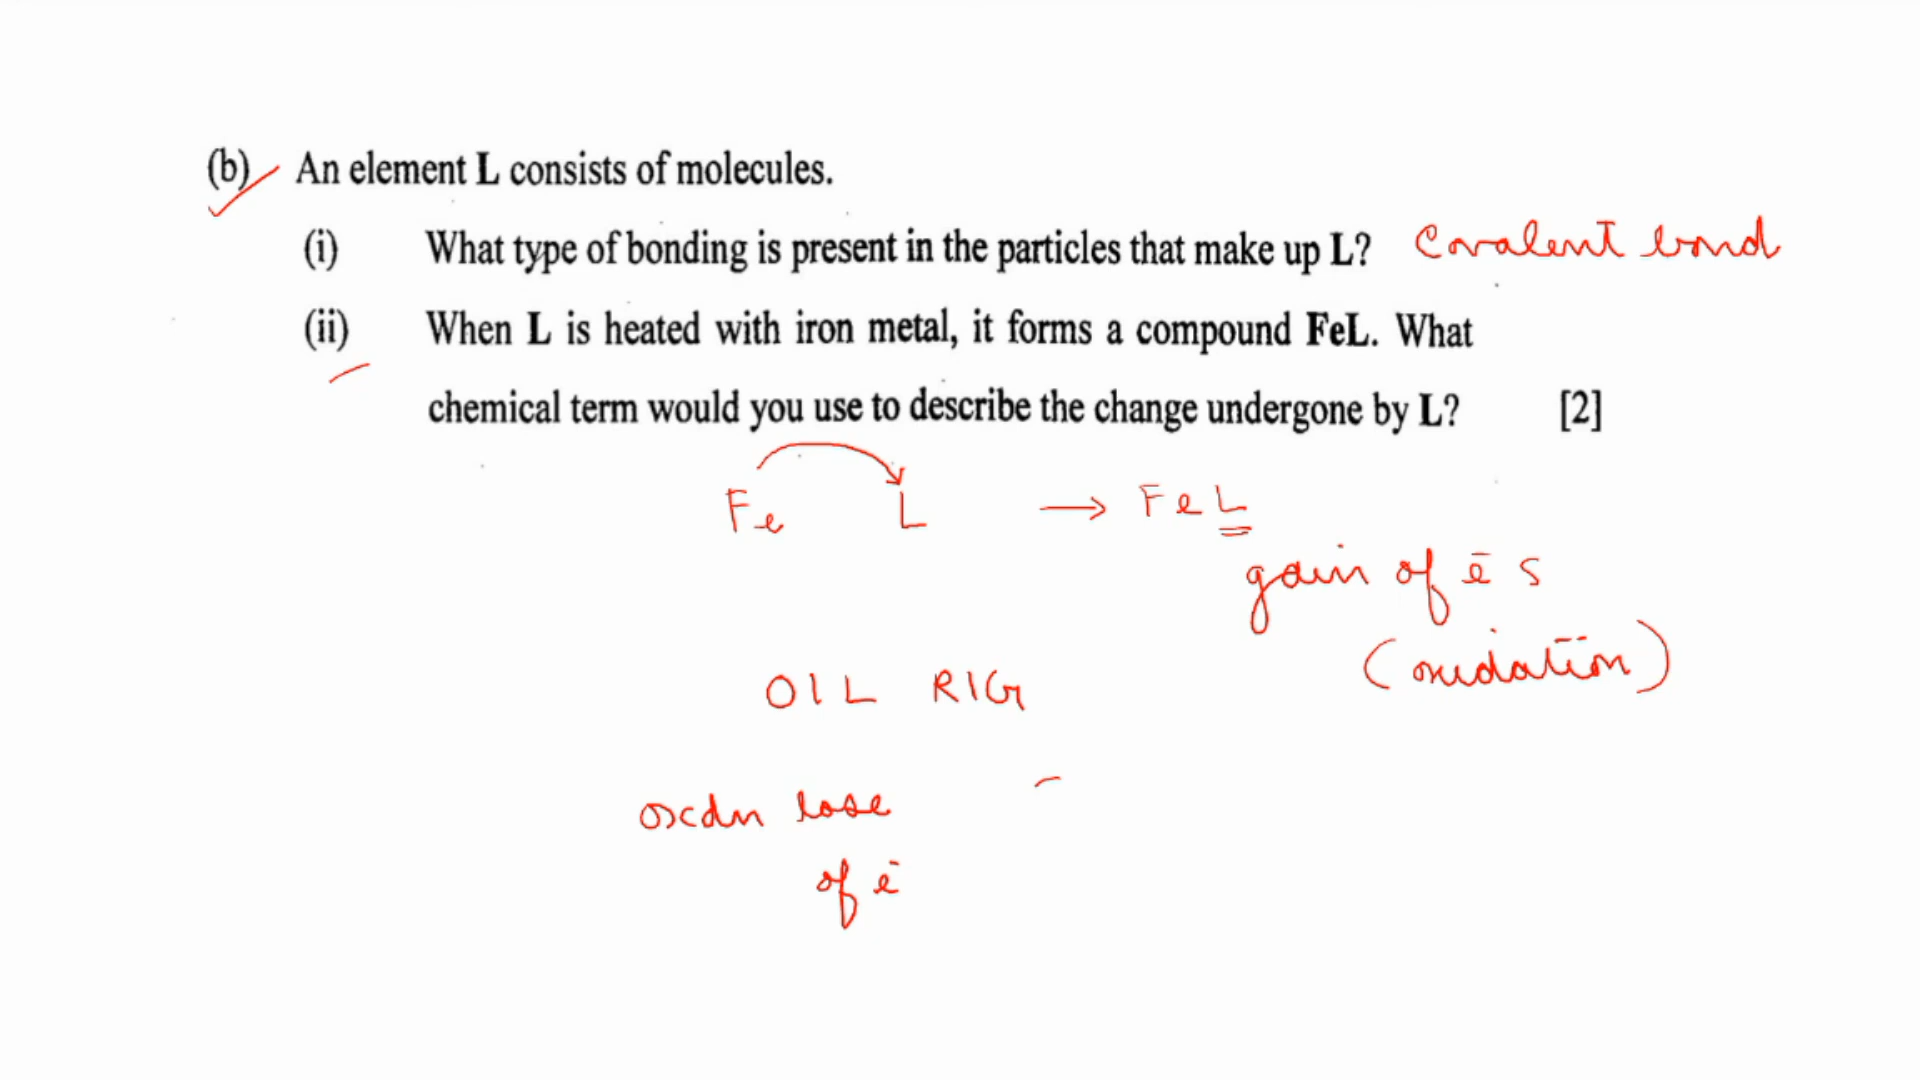 (b) An element L consists of molecules.
(i) What type of bonding is present in the particles that make up L? Covalent bond
(ii) When L is heated with iron metal, it forms a compound FeL. What
chemical term would you use to describe the change undergone by L? [2]
Fe L → FeL
gain of ē s
(oxidation)
OIL RIG
oxdn lose
of ē